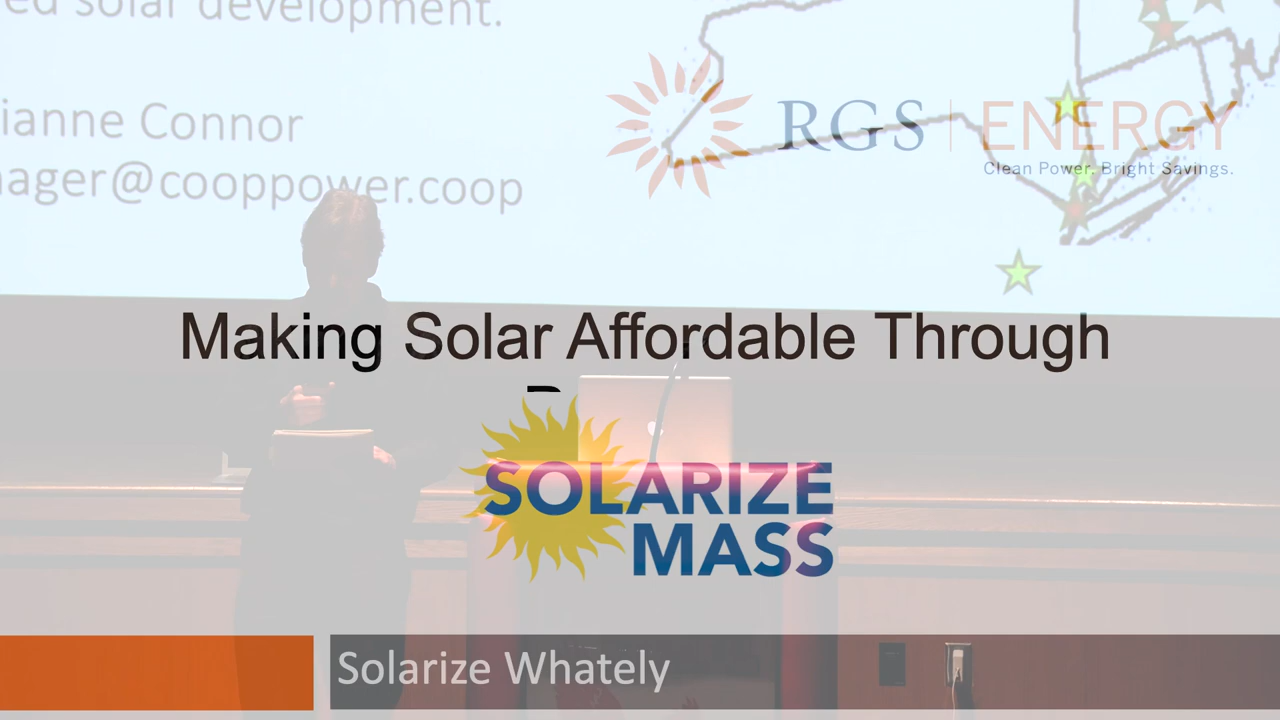 ed solar development.
ianne Connor
nager@cooppower.coop
RGS | ENERGY
Clean Power. Bright Savings.
Making Solar Affordable Through
SOLARIZE
MASS
Solarize Whately